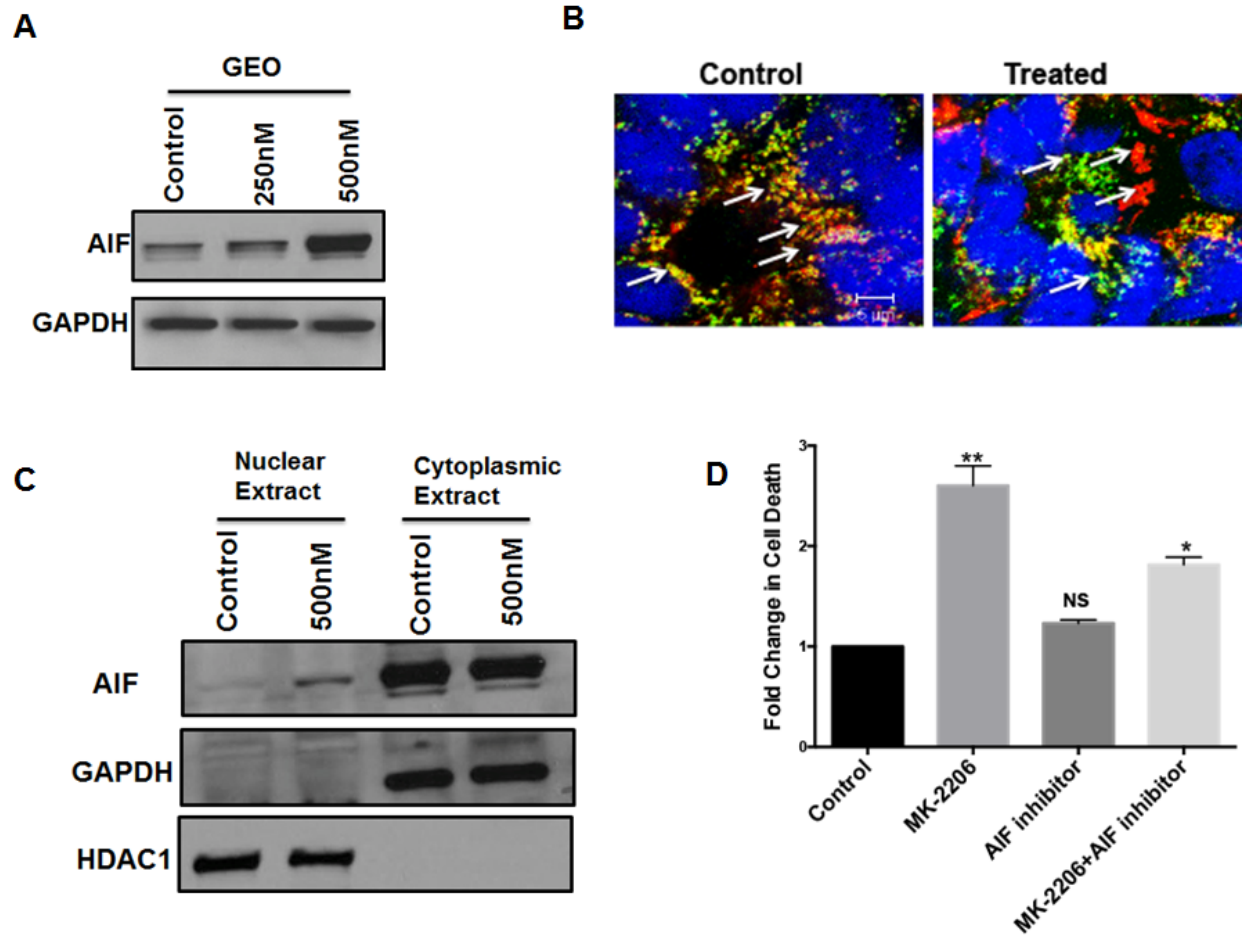 A
GEO
Control
250nM
500nM
AIF
GAPDH
B
Control
Treated
5 µm
C
Nuclear
Extract
Cytoplasmic
Extract
Control
500nM
Control
500nM
AIF
GAPDH
HDAC1
D
Fold Change in Cell Death
3
2
1
0
**
NS
*
Control
MK-2206
AIF inhibitor
MK-2206+AIF inhibitor